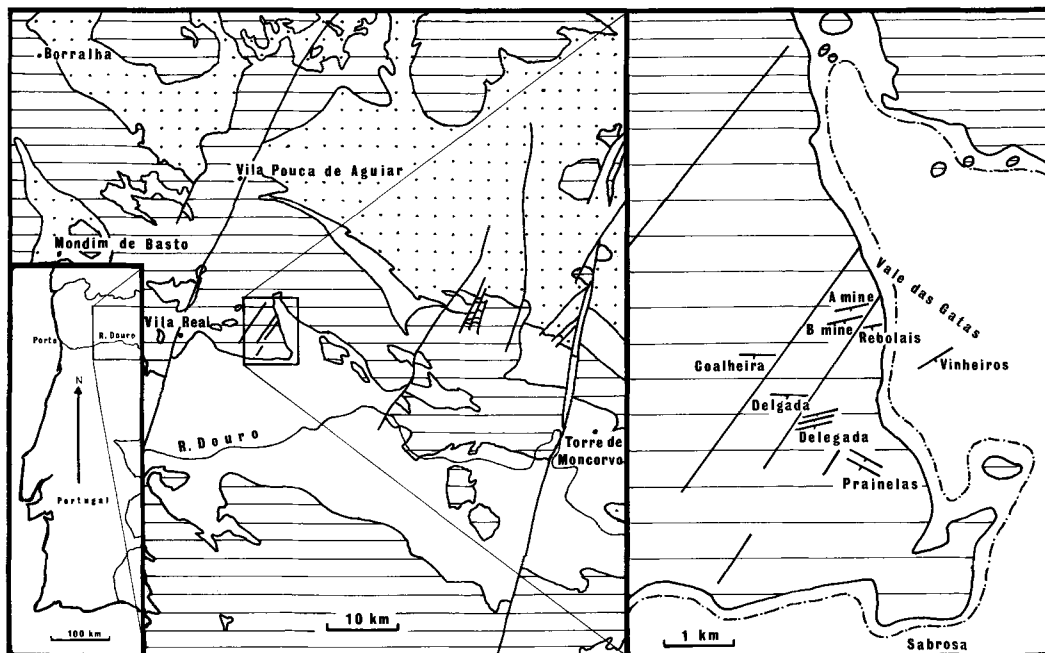 Borralha
Vila Pouca de Aguiar
Mondim de Basto
Vila Real
R. Douro
Torre de
Moncorvo
10 km
Porto
R. Douro
N
Portugal
100 km
Vale das Gatas
A mine
B mine
Rebolais
Vinheiros
Coalheira
Delgada
Delegada
Prainelas
1 km
Sabrosa